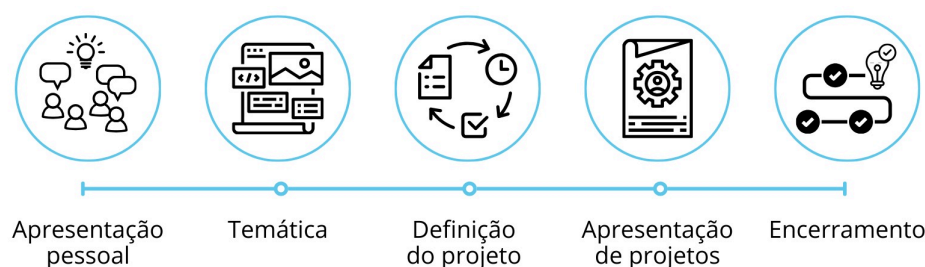 Apresentação
pessoal
Temática
Definição
do projeto
Apresentação
de projetos
Encerramento